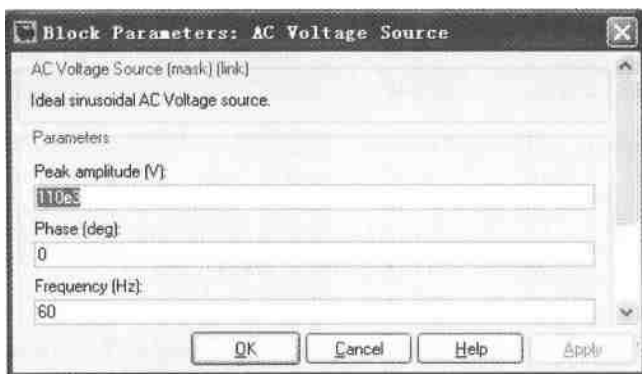 Block Parameters: AC Voltage Source
AC Voltage Source (mask) (link)
Ideal sinusoidal AC Voltage source.
Parameters
Peak amplitude (V):
110e3
Phase (deg):
0
Frequency (Hz):
60
OK Cancel Help Apply